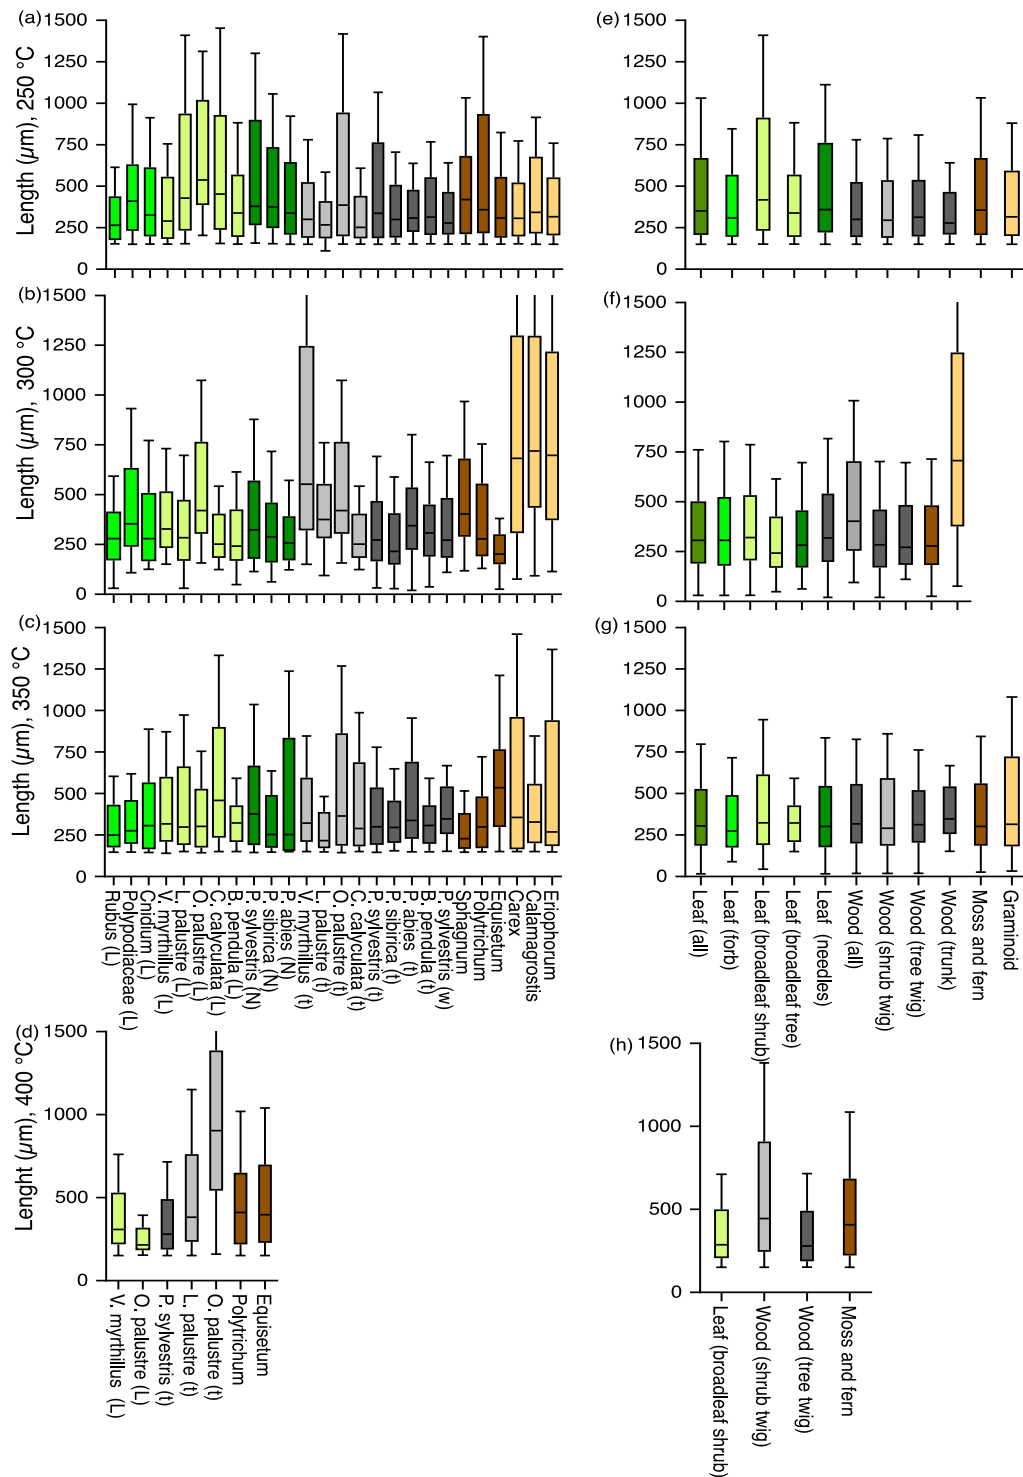 (a) 1500
1250
1000
750
500
250
0
Length (µm), 250 °C
(e) 1500
1250
1000
750
500
250
0
(b) 1500
1250
1000
750
500
250
0
Length (µm), 300 °C
(f) 1500
1250
1000
750
500
250
0
(c) 1500
1250
1000
750
500
250
0
Length (µm), 350 °C
Rubus (L)
Polypodiaceae (L)
Cnidium (L)
V. myrthillus (L)
L. palustre (L)
O. palustre (L)
C. calyculata (L)
B. pendula (L)
P. sylvestris (N)
P. sibirica (N)
P. abies (N)
V. myrthillus (t)
L. palustre (t)
O. palustre (t)
C. calyculata (t)
P. sylvestris (t)
P. sibirica (t)
P. abies (t)
B. pendula (t)
P. sylvestris (w)
Sphagnum
Polytrichum
Equisetum
Carex
Calamagrostis
Eriophorum
(g) 1500
1250
1000
750
500
250
0
Leaf (all)
Leaf (forb)
Leaf (broadleaf shrub)
Leaf (broadleaf tree)
Leaf (needles)
Wood (all)
Wood (shrub twig)
Wood (tree twig)
Wood (trunk)
Moss and fern
Graminoid
(d) 1500
1000
500
0
Lenght (µm), 400 °C
V. myrthillus (L)
O. palustre (L)
P. sylvestris (t)
L. palustre (t)
O. palustre (t)
Polytrichum
Equisetum
(h) 1500
1000
500
0
Leaf (broadleaf shrub)
Wood (shrub twig)
Wood (tree twig)
Moss and fern